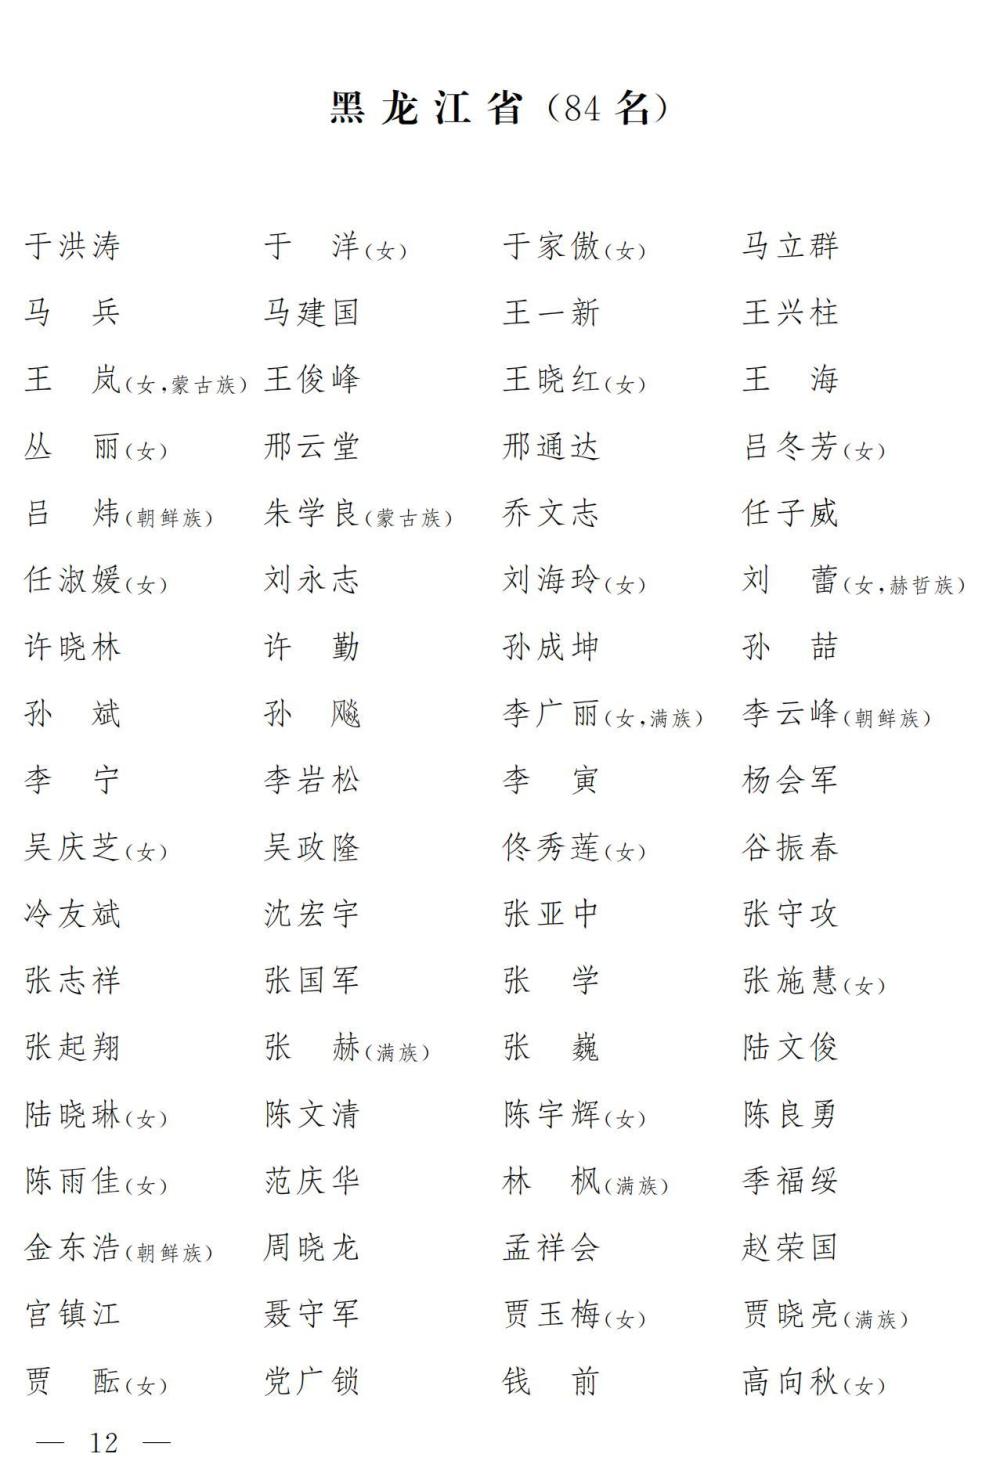 黑龙江省(84名)
于洪涛 于　洋(女) 于家傲(女) 马立群
马　兵 马建国 王一新 王兴柱
王　岚(女,蒙古族) 王俊峰 王晓红(女) 王　海
丛　丽(女) 邢云堂 邢通达 吕冬芳(女)
吕　炜(朝鲜族) 朱学良(蒙古族) 乔文志 任子威
任淑媛(女) 刘永志 刘海玲(女) 刘　蕾(女,赫哲族)
许晓林 许　勤 孙成坤 孙　喆
孙　斌 孙　飚 李广丽(女,满族) 李云峰(朝鲜族)
李　宁 李岩松 李　寅 杨会军
吴庆芝(女) 吴政隆 佟秀莲(女) 谷振春
冷友斌 沈宏宇 张亚中 张守攻
张志祥 张国军 张　学 张施慧(女)
张起翔 张　赫(满族) 张　巍 陆文俊
陆晓琳(女) 陈文清 陈宇辉(女) 陈良勇
陈雨佳(女) 范庆华 林　枫(满族) 季福绥
金东浩(朝鲜族) 周晓龙 孟祥会 赵荣国
宫镇江 聂守军 贾玉梅(女) 贾晓亮(满族)
贾　酝(女) 党广锁 钱　前 高向秋(女)
— 12 —